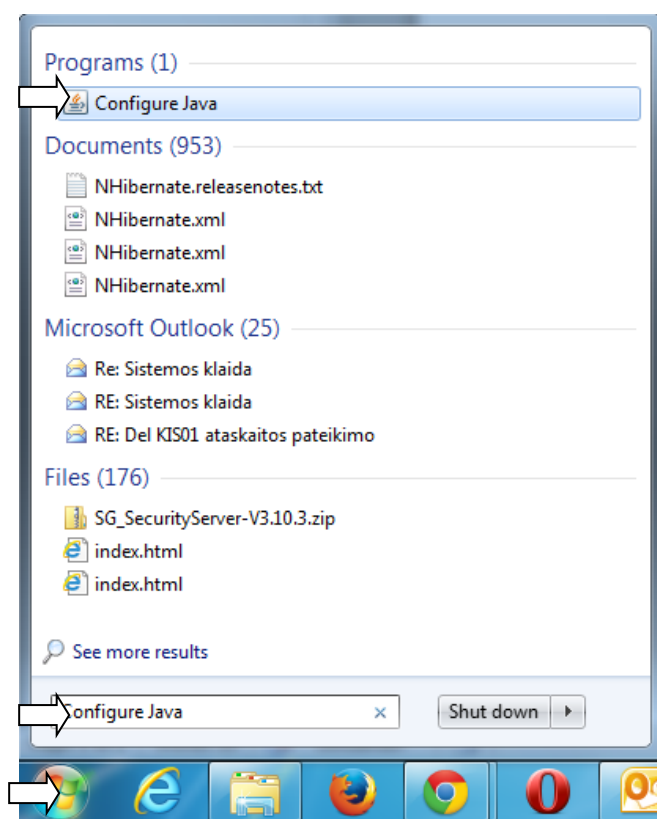 Programs (1)
Configure Java
Documents (953)
NHibernate.releasenotes.txt
NHibernate.xml
NHibernate.xml
NHibernate.xml
Microsoft Outlook (25)
Re: Sistemos klaida
RE: Sistemos klaida
RE: Del KIS01 ataskaitos pateikimo
Files (176)
SG_SecurityServer-V3.10.3.zip
index.html
index.html
See more results
Configure Java Shut down